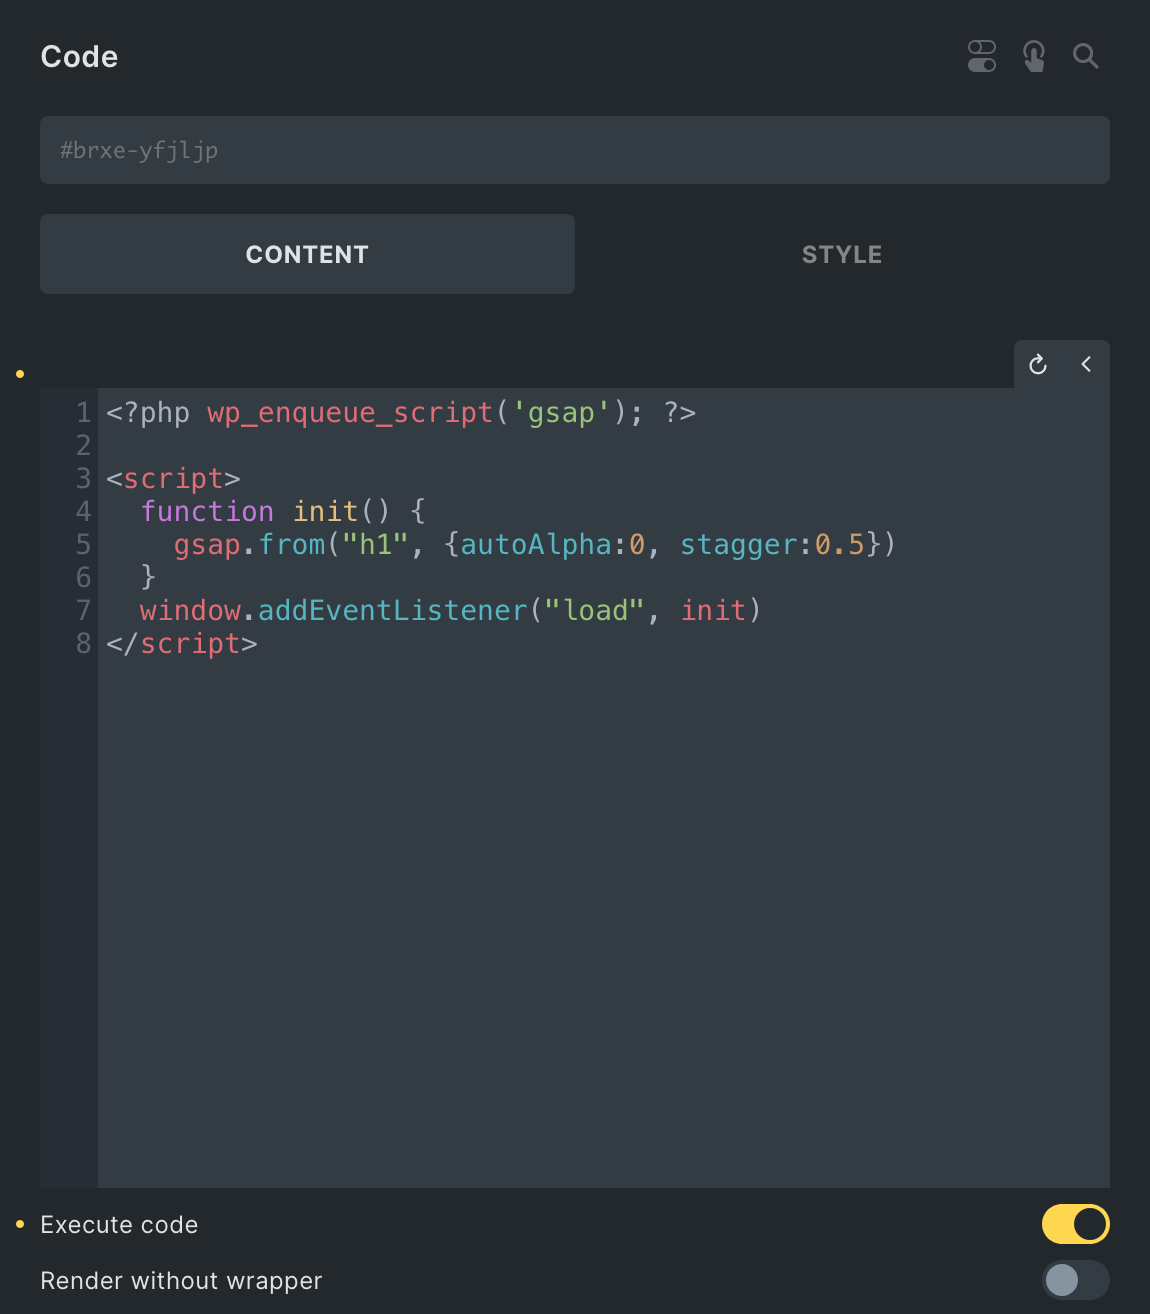 Code
#brxe-yfjljp
CONTENT
STYLE
1 <?php wp_enqueue_script('gsap'); ?>
2
3 <script>
4   function init() {
5     gsap.from("h1", {autoAlpha:0, stagger:0.5})
6   }
7   window.addEventListener("load", init)
8 </script>
Execute code
Render without wrapper